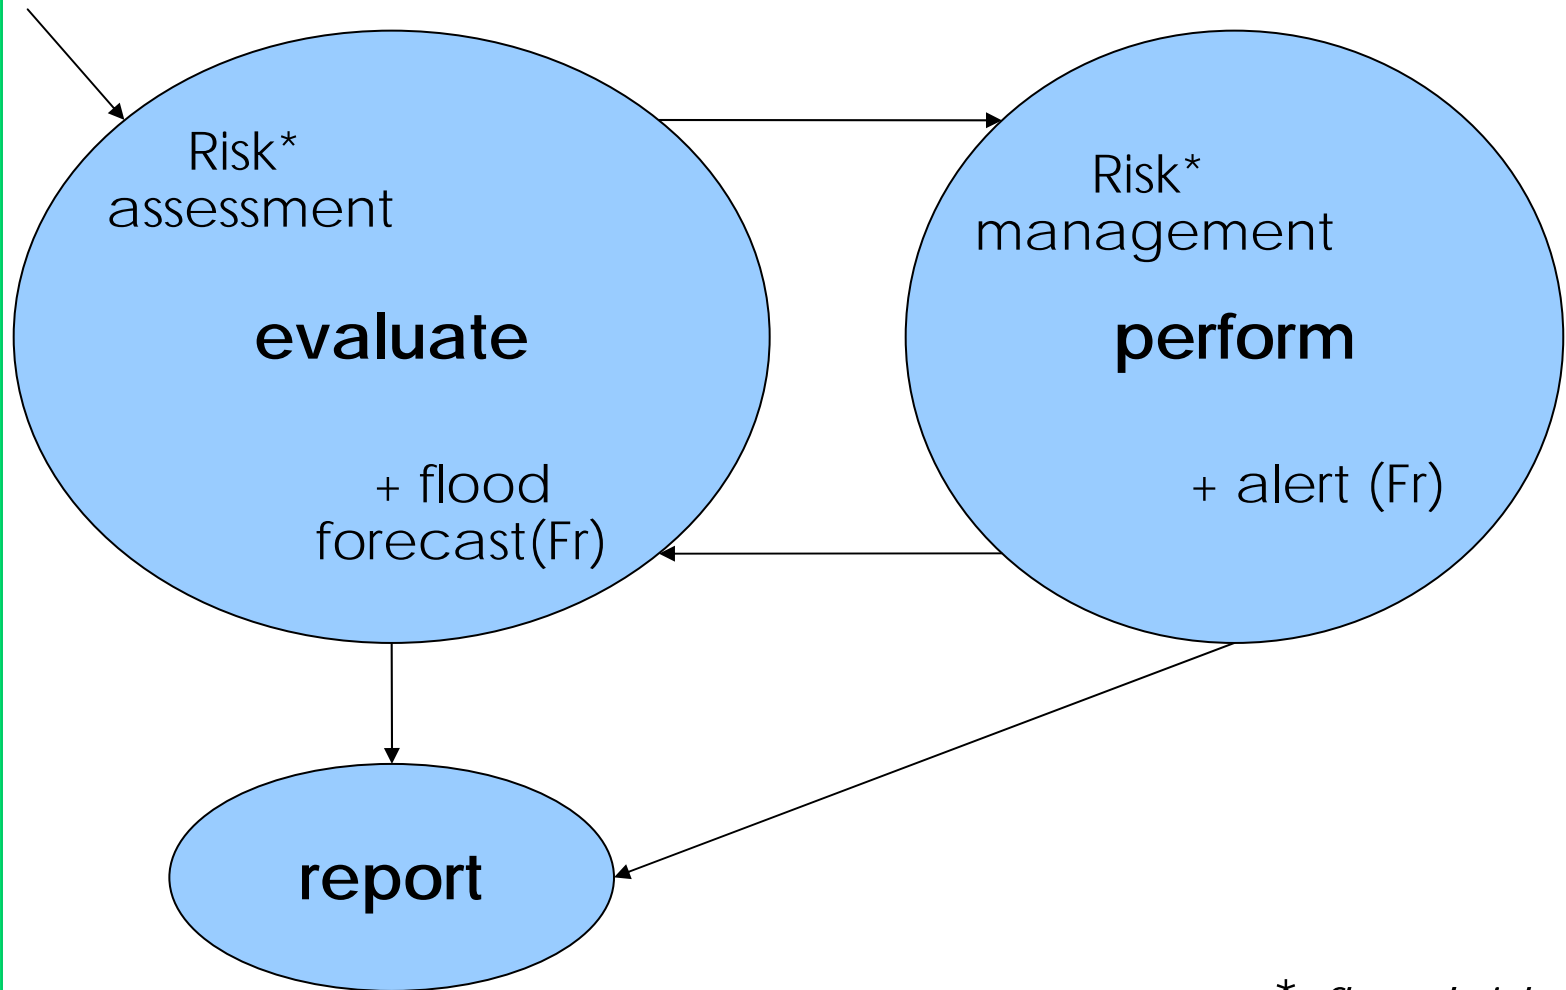 Risk*
assessment
evaluate
+ flood
forecast(Fr)
Risk*
management
perform
+ alert (Fr)
report
*